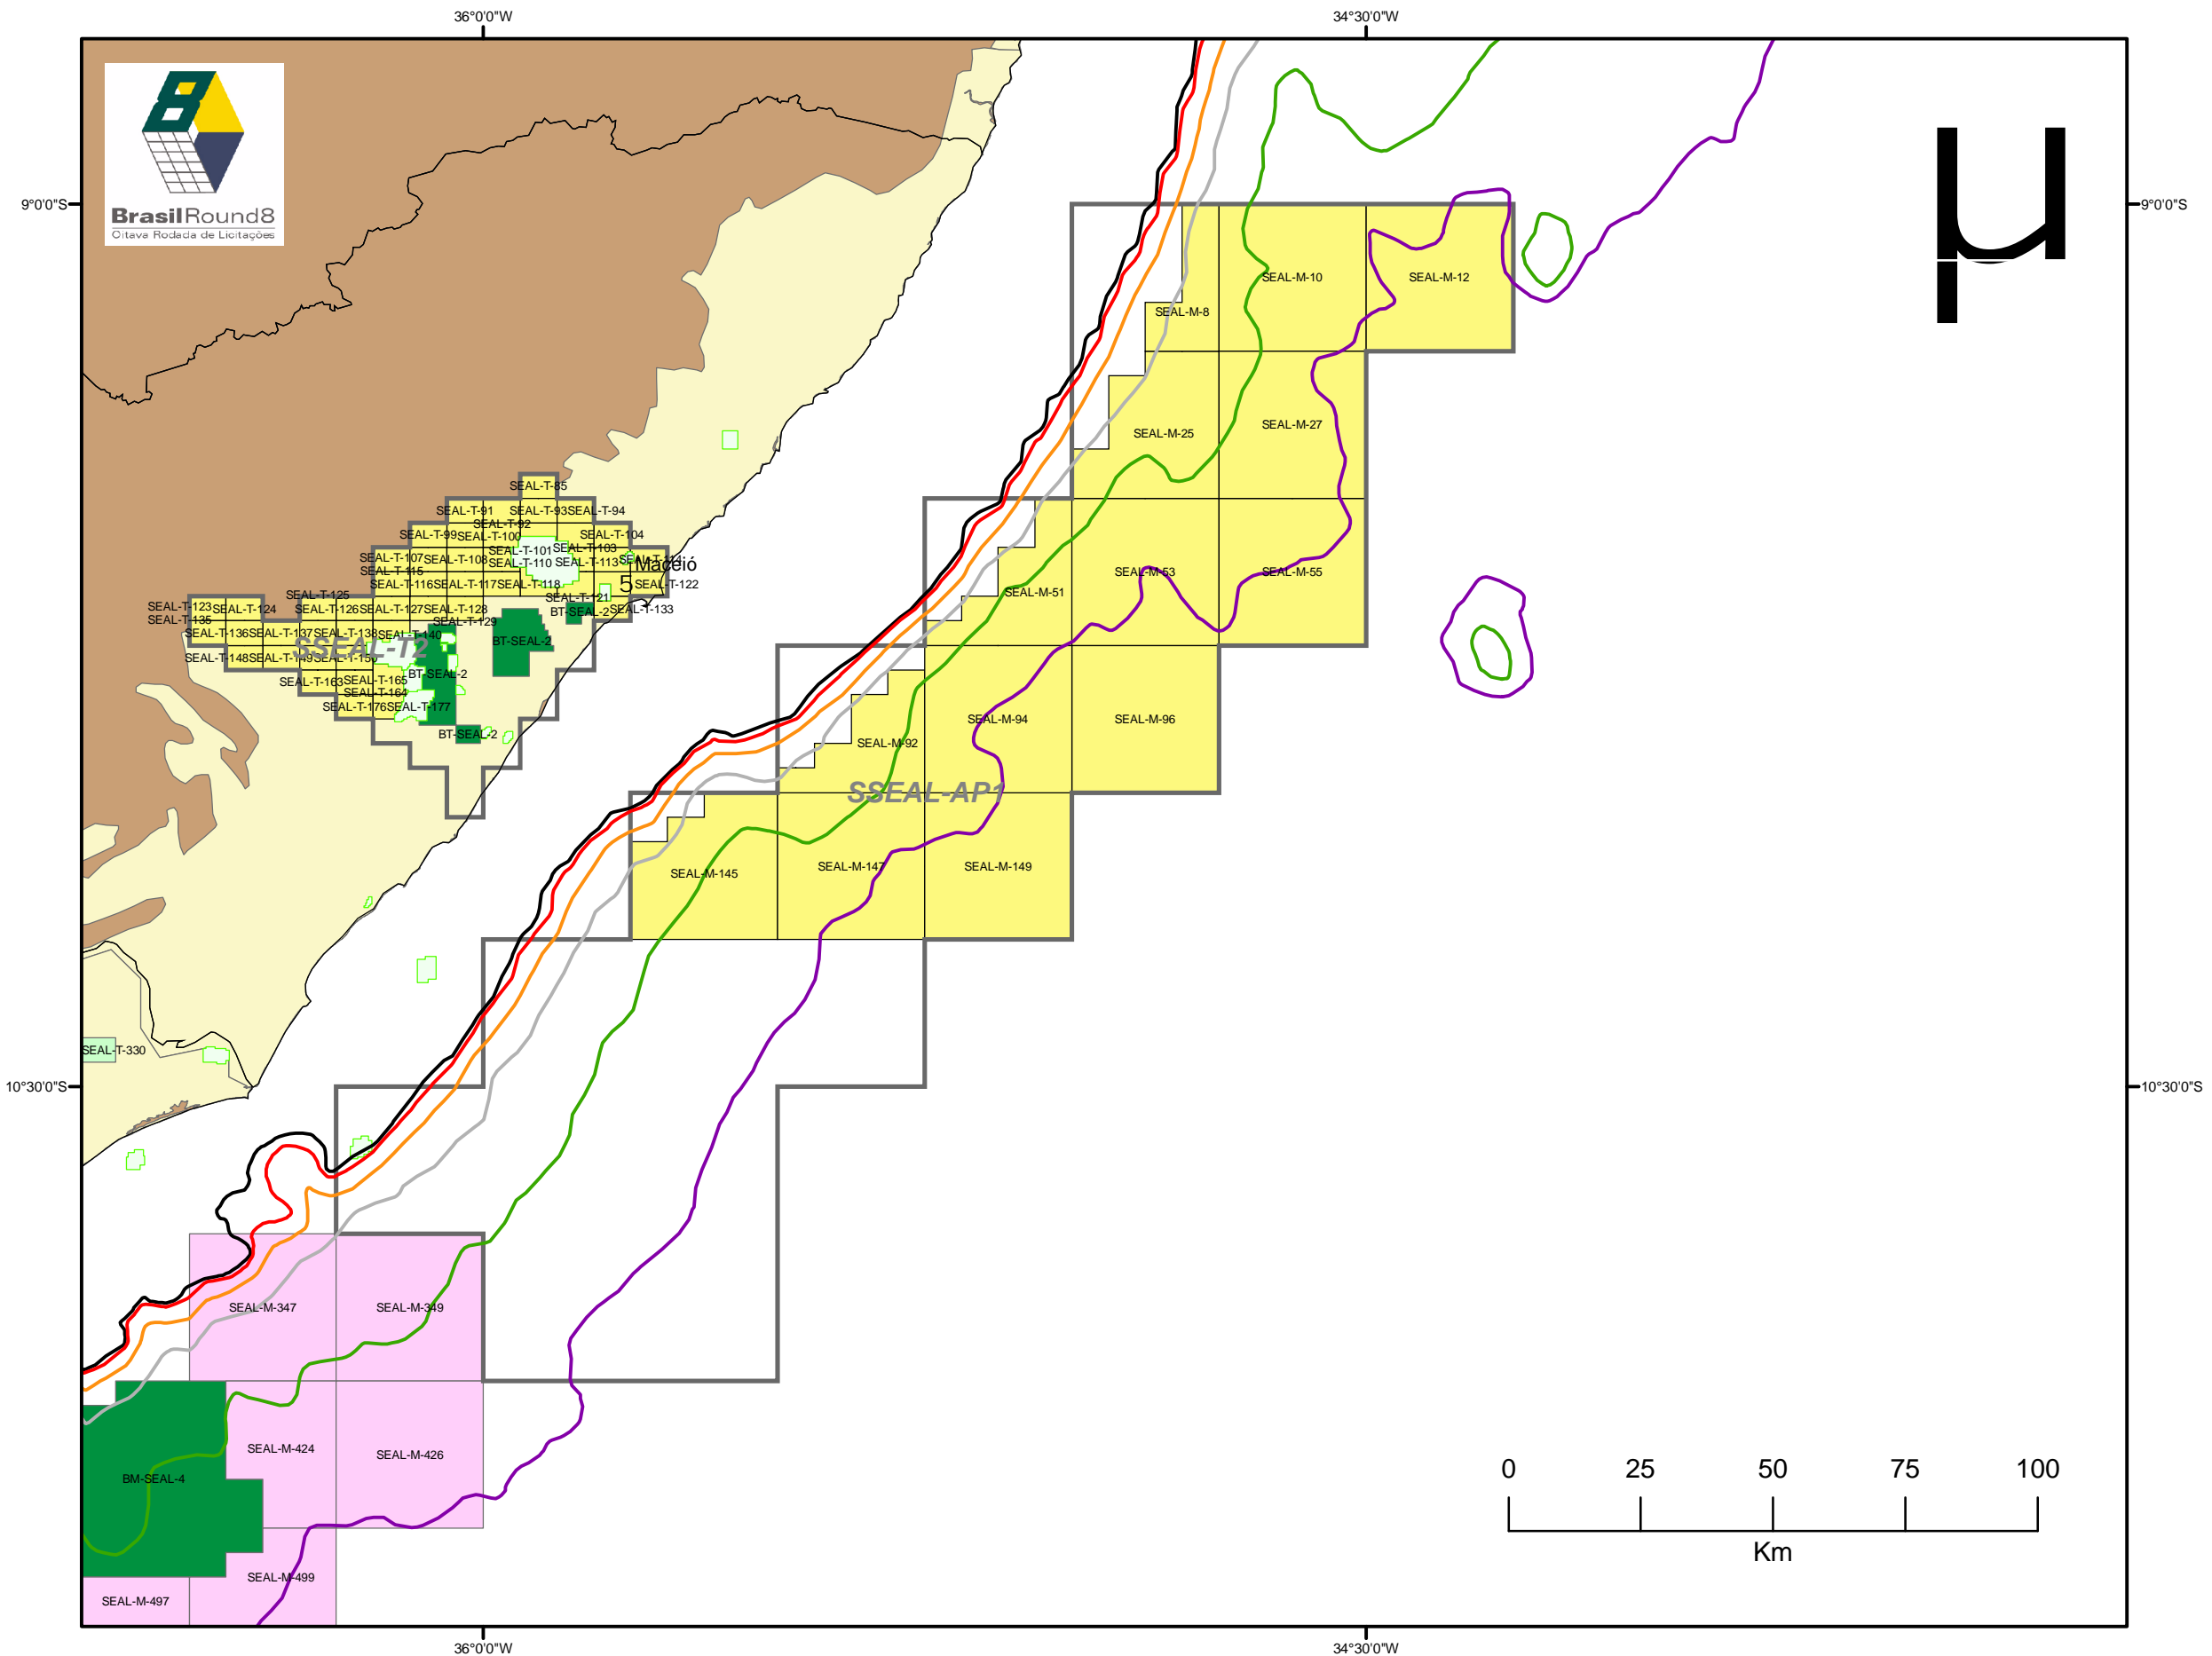 36°0'0"W
34°30'0"W
BrasilRound8
Oitava Rodada de Licitações
µ
9°0'0"S
9°0'0"S
SEAL-M-10
SEAL-M-12
SEAL-M-8
SEAL-M-25
SEAL-M-27
SEAL-T-85
SEAL-T-91
SEAL-T-93
SEAL-T-94
SEAL-T-92
SEAL-T-99
SEAL-T-100
SEAL-T-104
SEAL-T-101
SEAL-T-103
SEAL-T-107
SEAL-T-108
SEAL-T-110
SEAL-T-113
SEAL-T-114
Maceió
SEAL-T-115
SEAL-T-116
SEAL-T-117
SEAL-T-118
5
SEAL-T-122
SEAL-M-53
SEAL-M-55
SEAL-M-51
SEAL-T-125
SEAL-T-121
SEAL-T-123
SEAL-T-124
SEAL-T-126
SEAL-T-127
SEAL-T-128
BT-SEAL-2
SEAL-T-133
SEAL-T-135
SEAL-T-129
SEAL-T-136
SEAL-T-137
SEAL-T-138
SEAL-T-140
BT-SEAL-2
SSEAL-T2
SEAL-T-148
SEAL-T-149
SEAL-T-150
BT-SEAL-2
SEAL-T-163
SEAL-T-165
SEAL-T-164
SEAL-T-176
SEAL-T-177
BT-SEAL-2
SEAL-M-94
SEAL-M-96
SEAL-M-92
SSEAL-AP1
SEAL-M-145
SEAL-M-147
SEAL-M-149
SEAL-T-330
10°30'0"S
10°30'0"S
SEAL-M-347
SEAL-M-349
SEAL-M-424
SEAL-M-426
BM-SEAL-4
0 25 50 75 100
Km
SEAL-M-499
SEAL-M-497
36°0'0"W
34°30'0"W